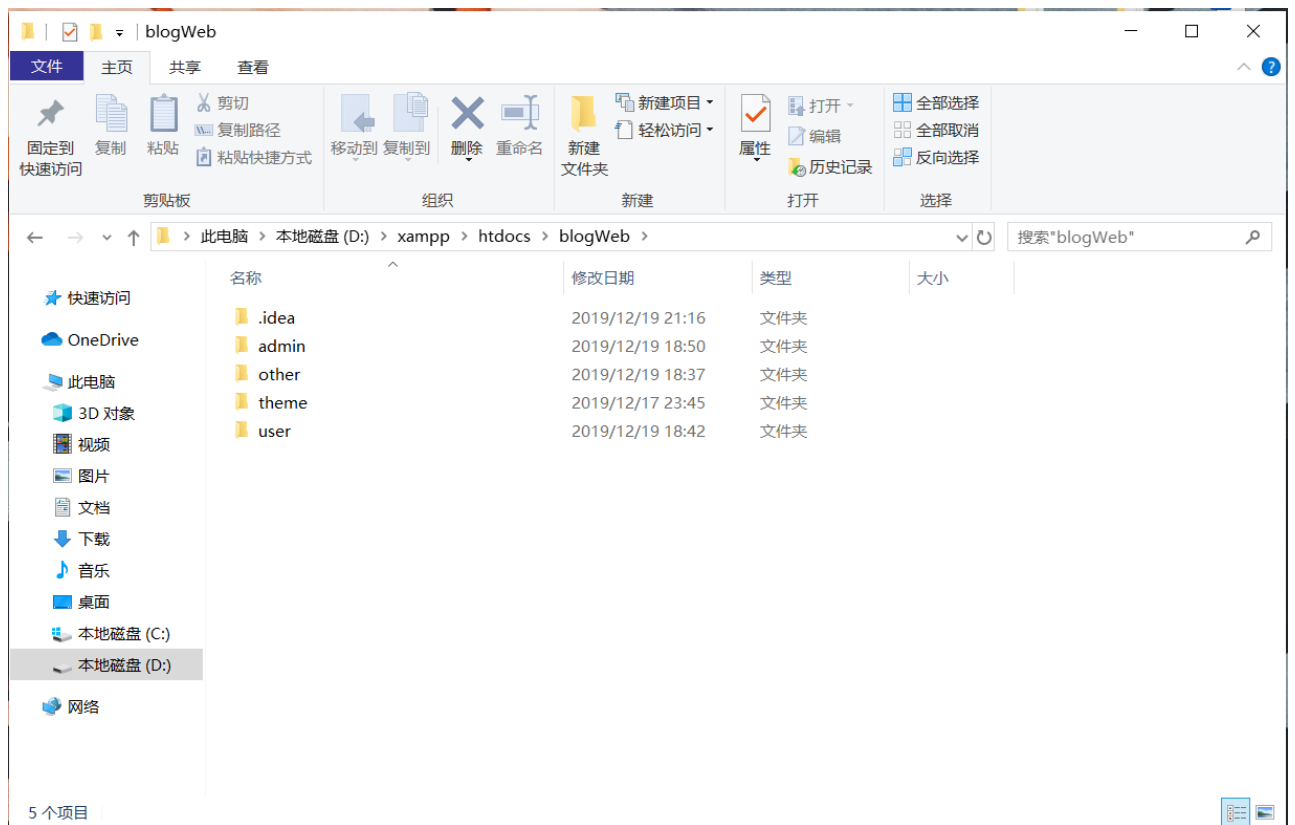 blogWeb
文件 主页 共享 查看
固定到
快速访问
复制
粘贴
剪切
复制路径
粘贴快捷方式
剪贴板
移动到 复制到 删除 重命名
组织
新建
文件夹
新建项目
轻松访问
新建
属性
打开
编辑
历史记录
打开
全部选择
全部取消
反向选择
选择
此电脑 > 本地磁盘 (D:) > xampp > htdocs > blogWeb >
搜索"blogWeb"
名称 修改日期 类型 大小
.idea 2019/12/19 21:16 文件夹
admin 2019/12/19 18:50 文件夹
other 2019/12/19 18:37 文件夹
theme 2019/12/17 23:45 文件夹
user 2019/12/19 18:42 文件夹
快速访问
OneDrive
此电脑
3D 对象
视频
图片
文档
下载
音乐
桌面
本地磁盘 (C:)
本地磁盘 (D:)
网络
5 个项目